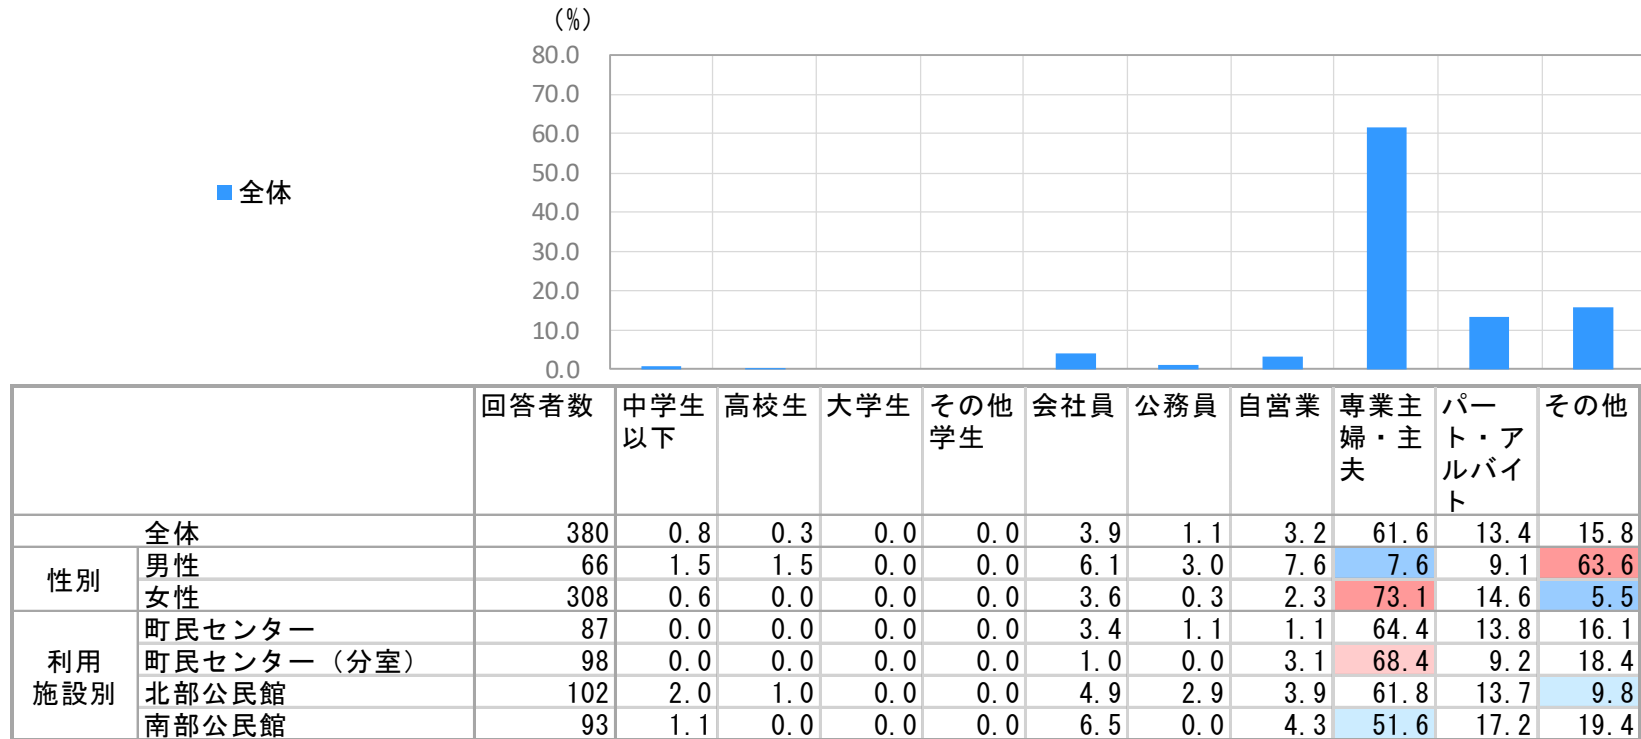 (%)
80.0
70.0
60.0
50.0
40.0
30.0
20.0
10.0
0.0
全体
回答者数 中学生以下 高校生 大学生 その他学生 会社員 公務員 自営業 専業主婦・主夫 パート・アルバイト その他
全体 380 0.8 0.3 0.0 0.0 3.9 1.1 3.2 61.6 13.4 15.8
性別
男性 66 1.5 1.5 0.0 0.0 6.1 3.0 7.6 7.6 9.1 63.6
女性 308 0.6 0.0 0.0 0.0 3.6 0.3 2.3 73.1 14.6 5.5
利用施設別
町民センター 87 0.0 0.0 0.0 0.0 3.4 1.1 1.1 64.4 13.8 16.1
町民センター（分室） 98 0.0 0.0 0.0 0.0 1.0 0.0 3.1 68.4 9.2 18.4
北部公民館 102 2.0 1.0 0.0 0.0 4.9 2.9 3.9 61.8 13.7 9.8
南部公民館 93 1.1 0.0 0.0 0.0 6.5 0.0 4.3 51.6 17.2 19.4